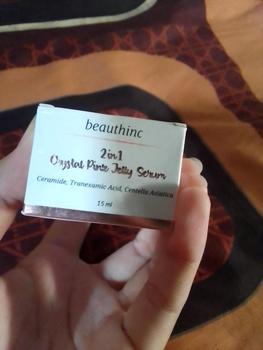 beauthinc
2in1
Crystal Pink Jelly Serum
Ceramide, Tranexamic Acid, Centella Asiatica
15 ml